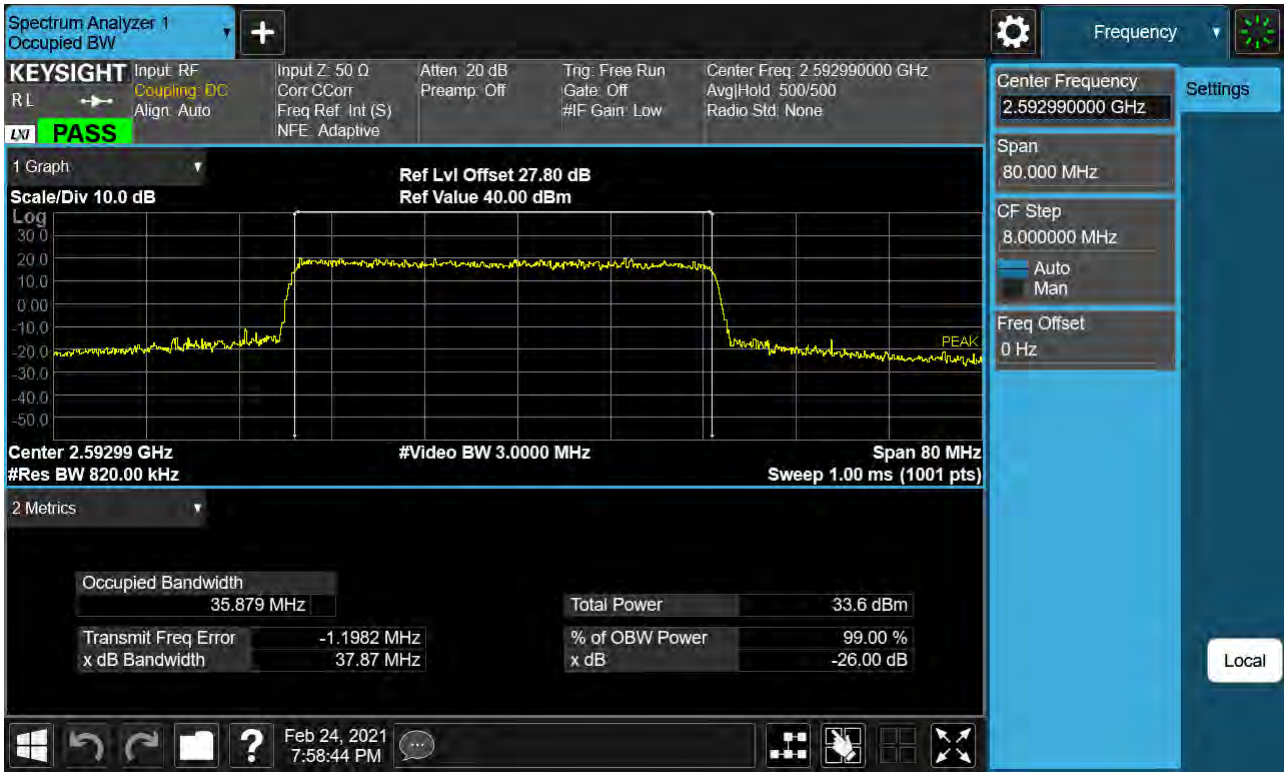 Spectrum Analyzer 1
Occupied BW
+
Frequency
KEYSIGHT
Input: RF
Coupling: DC
Align: Auto
Input Z: 50 Ω
Corr CCorr
Freq Ref: Int (S)
NFE: Adaptive
Atten: 20 dB
Preamp: Off
Trig: Free Run
Gate: Off
#IF Gain: Low
Center Freq: 2.592990000 GHz
Avg|Hold: 500/500
Radio Std: None
R L
LXI PASS
Center Frequency
2.592990000 GHz
Settings
Span
80.000 MHz
CF Step
8.000000 MHz
Auto
Man
Freq Offset
0 Hz
Local
1 Graph
Scale/Div 10.0 dB
Ref Lvl Offset 27.80 dB
Ref Value 40.00 dBm
Log
30.0
20.0
10.0
0.00
-10.0
-20.0
-30.0
-40.0
-50.0
PEAK
Center 2.59299 GHz
#Video BW 3.0000 MHz
Span 80 MHz
#Res BW 820.00 kHz
Sweep 1.00 ms (1001 pts)
2 Metrics
Occupied Bandwidth
35.879 MHz
Total Power 33.6 dBm
Transmit Freq Error -1.1982 MHz
% of OBW Power 99.00 %
x dB Bandwidth 37.87 MHz
x dB -26.00 dB
?
Feb 24, 2021
7:58:44 PM